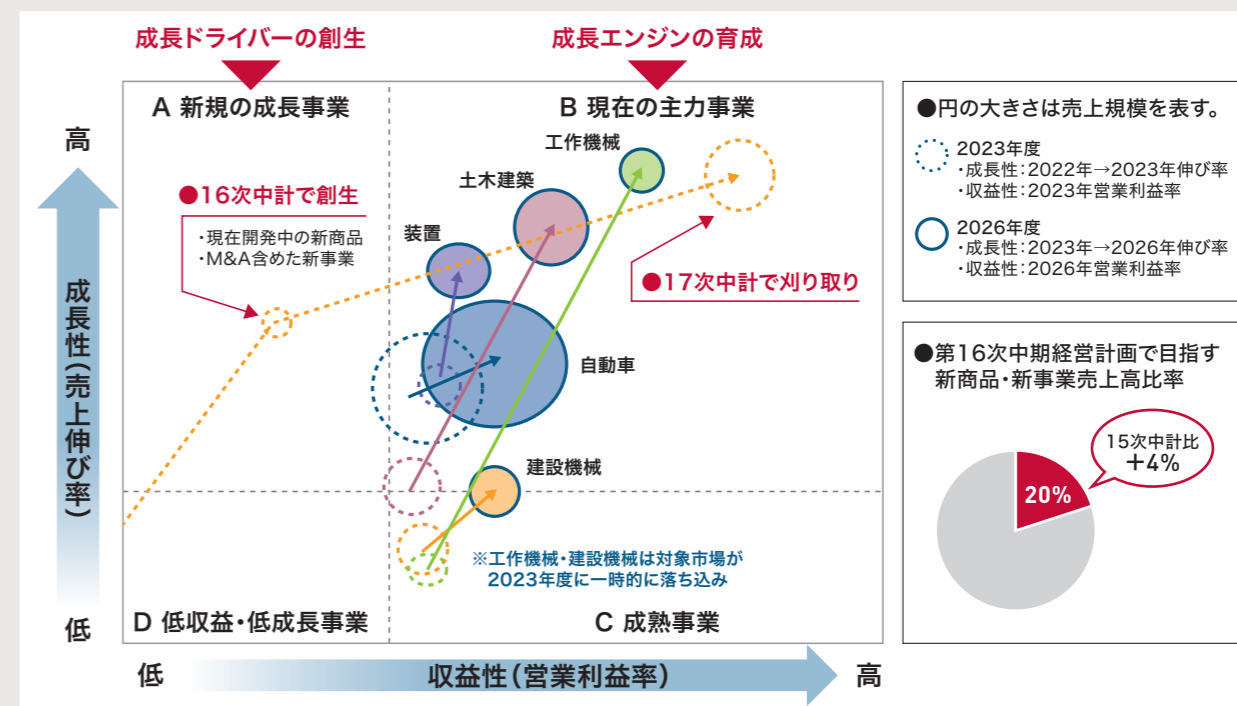 成長ドライバーの創生
成長エンジンの育成
A 新規の成長事業
B 現在の主力事業
高
工作機械
土木建築
●16次中計で創生
・現在開発中の新商品
・M&A含めた新事業
装置
●17次中計で刈り取り
成長性(売上伸び率)
自動車
建設機械
※工作機械・建設機械は対象市場が
2023年度に一時的に落ち込み
低
D 低収益・低成長事業
C 成熟事業
低
収益性(営業利益率)
高
●円の大きさは売上規模を表す。
2023年度
・成長性:2022年→2023年伸び率
・収益性:2023年営業利益率
2026年度
・成長性:2023年→2026年伸び率
・収益性:2026年営業利益率
●第16次中期経営計画で目指す
新商品・新事業売上高比率
15次中計比
+4%
20%